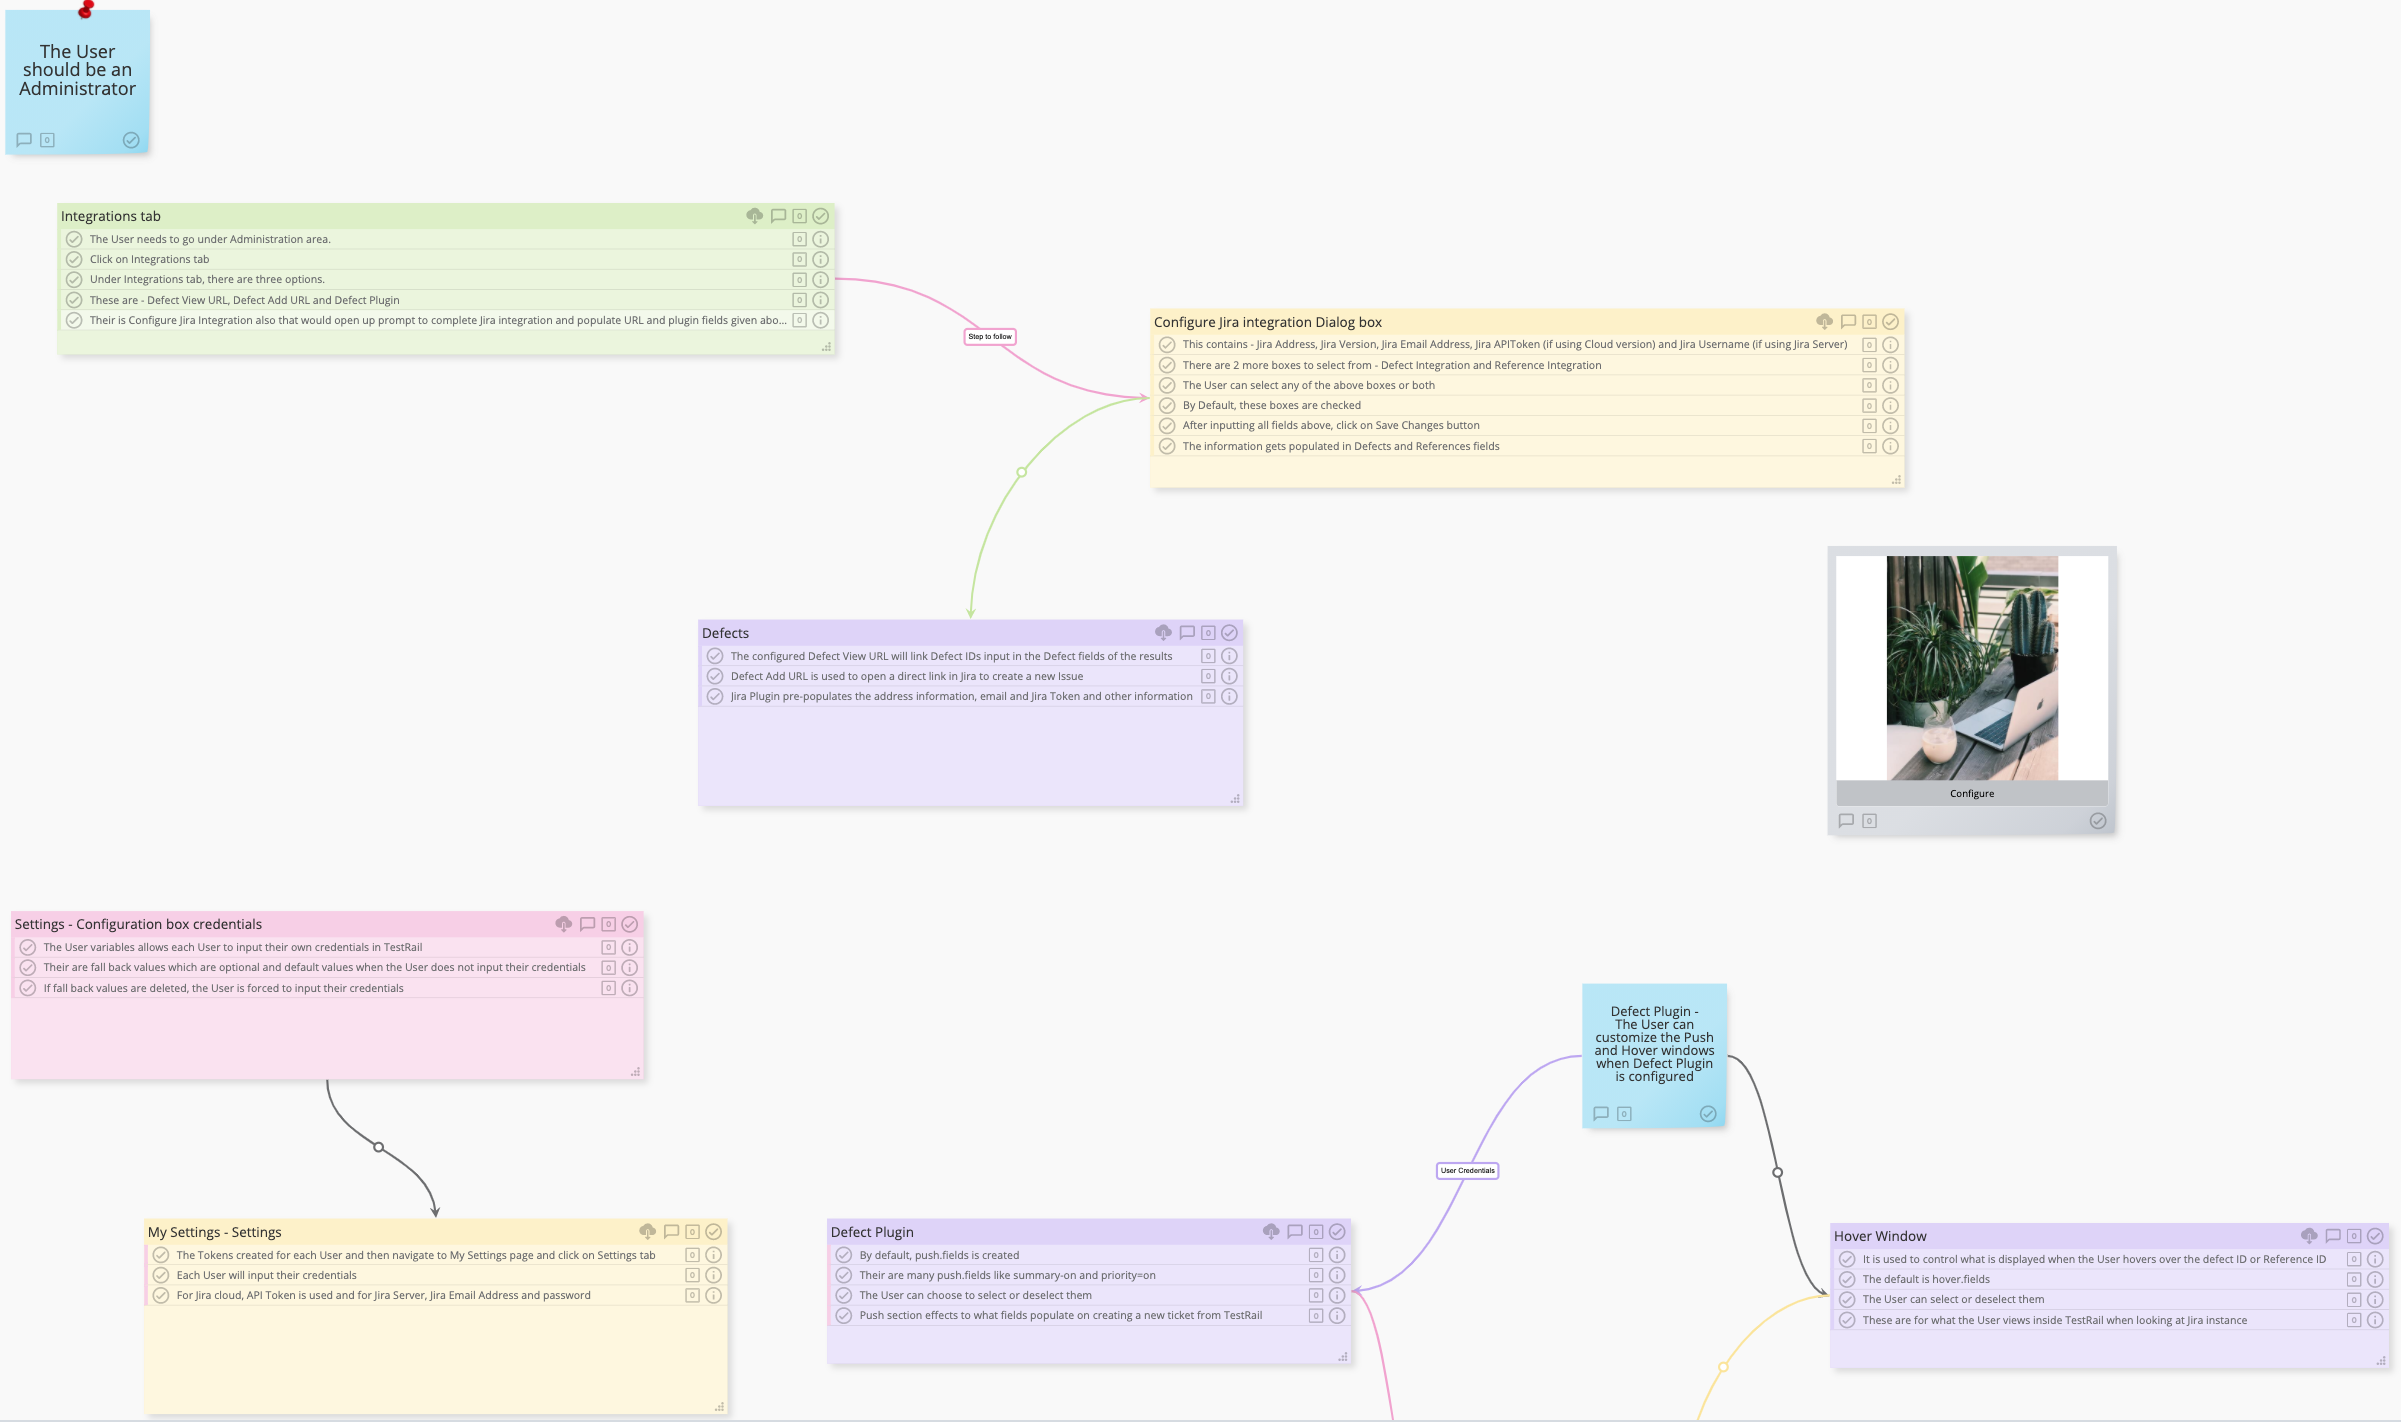 The User
should be an
Administrator
0
Integrations tab
0
The User needs to go under Administration area.
0
Click on Integrations tab
0
Under Integrations tab, there are three options.
0
These are - Defect View URL, Defect Add URL and Defect Plugin
0
Their is Configure Jira Integration also that would open up prompt to complete Jira integration and populate URL and plugin fields given abo...
0
Step to follow
Configure Jira integration Dialog box
0
This contains - Jira Address, Jira Version, Jira Email Address, Jira APIToken (if using Cloud version) and Jira Username (if using Jira Server)
0
There are 2 more boxes to select from - Defect Integration and Reference Integration
0
The User can select any of the above boxes or both
0
By Default, these boxes are checked
0
After inputting all fields above, click on Save Changes button
0
The information gets populated in Defects and References fields
0
Defects
0
The configured Defect View URL will link Defect IDs input in the Defect fields of the results
0
Defect Add URL is used to open a direct link in Jira to create a new Issue
0
Jira Plugin pre-populates the address information, email and Jira Token and other information
0
Configure
0
Settings - Configuration box credentials
0
The User variables allows each User to input their own credentials in TestRail
0
Their are fall back values which are optional and default values when the User does not input their credentials
0
If fall back values are deleted, the User is forced to input their credentials
0
Defect Plugin -
The User can
customize the Push
and Hover windows
when Defect Plugin
is configured
0
User Credentials
My Settings - Settings
0
The Tokens created for each User and then navigate to My Settings page and click on Settings tab
0
Each User will input their credentials
0
For Jira cloud, API Token is used and for Jira Server, Jira Email Address and password
0
Defect Plugin
0
By default, push.fields is created
0
Their are many push.fields like summary-on and priority=on
0
The User can choose to select or deselect them
0
Push section effects to what fields populate on creating a new ticket from TestRail
0
Hover Window
0
It is used to control what is displayed when the User hovers over the defect ID or Reference ID
0
The default is hover.fields
0
The User can select or deselect them
0
These are for what the User views inside TestRail when looking at Jira instance
0